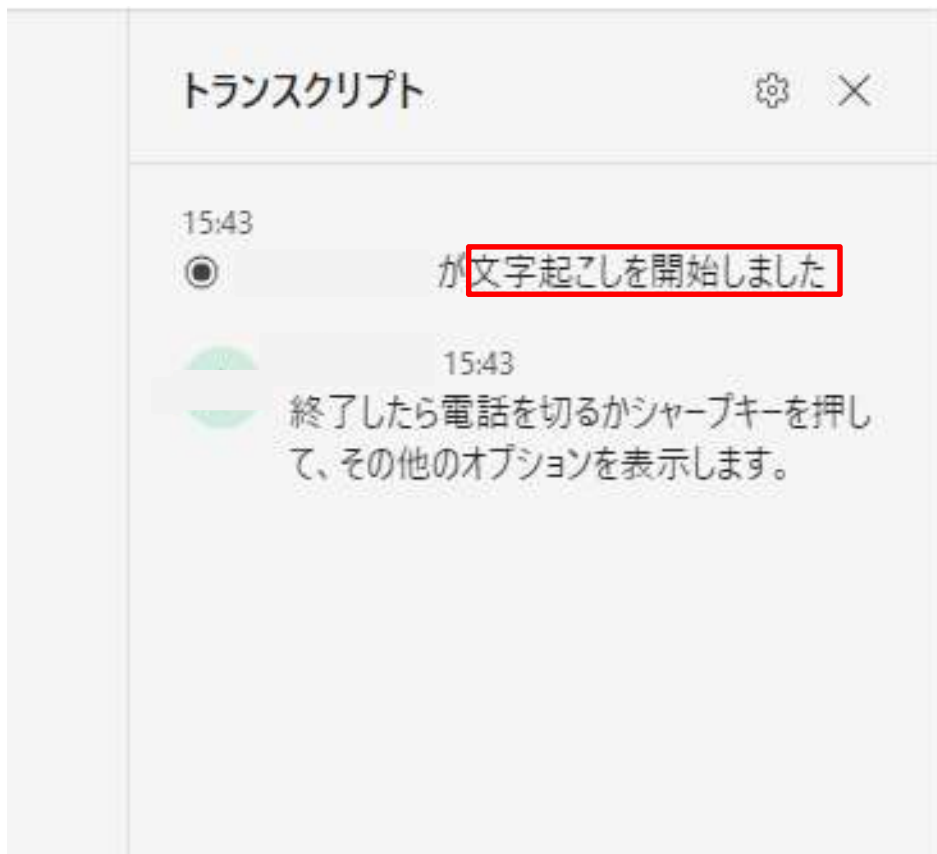 トランスクリプト
15:43
が文字起こしを開始しました
15:43
終了したら電話を切るかシャープキーを押し
て、その他のオプションを表示します。